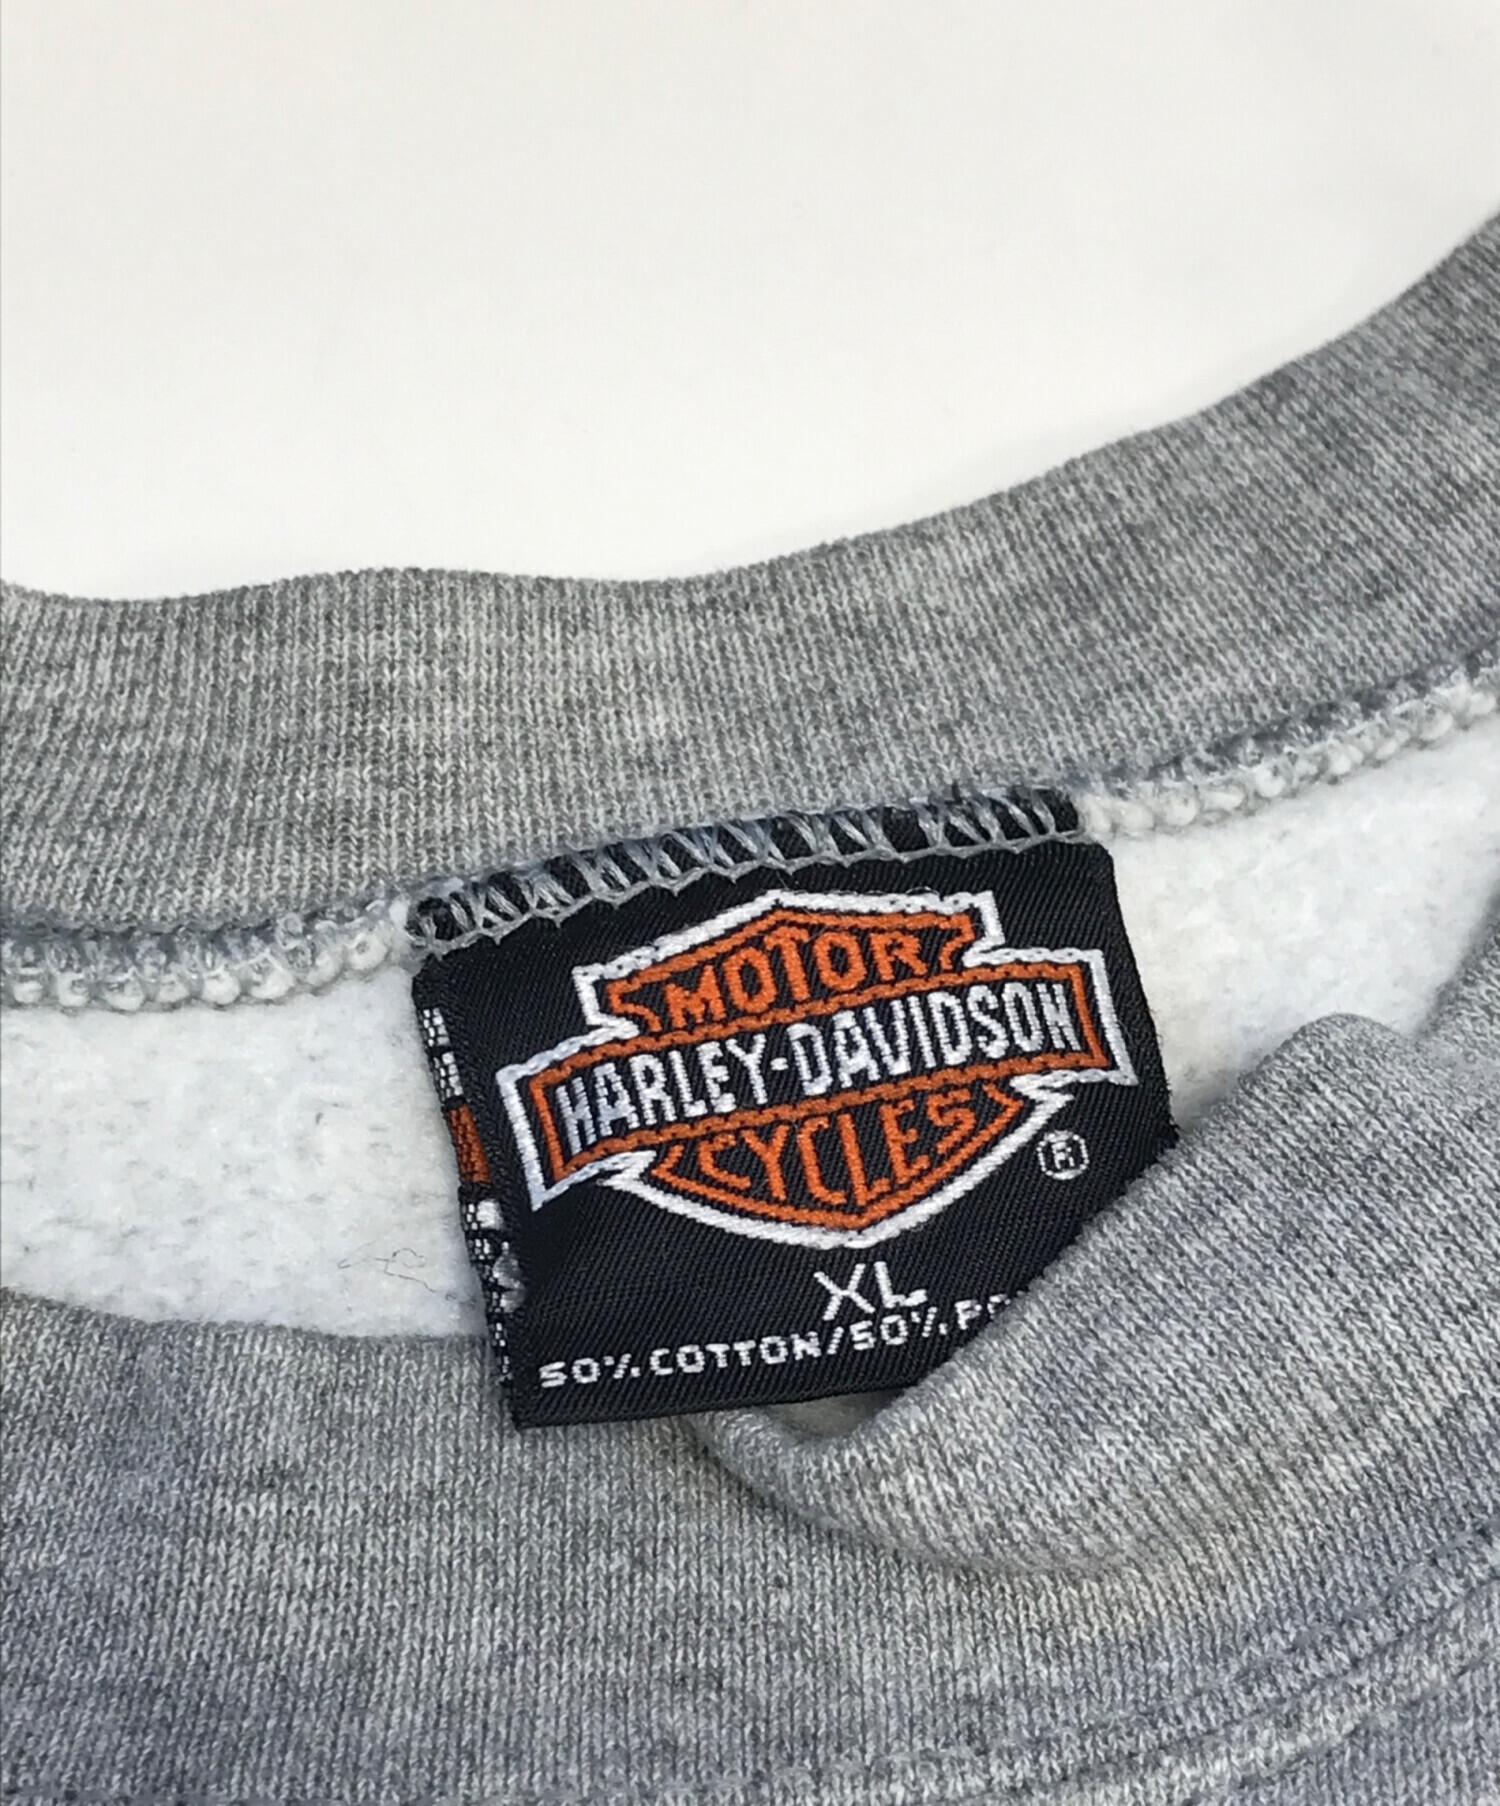 MOTOR
HARLEY-DAVIDSON
CYCLES
®
XL
50% COTTON/50%